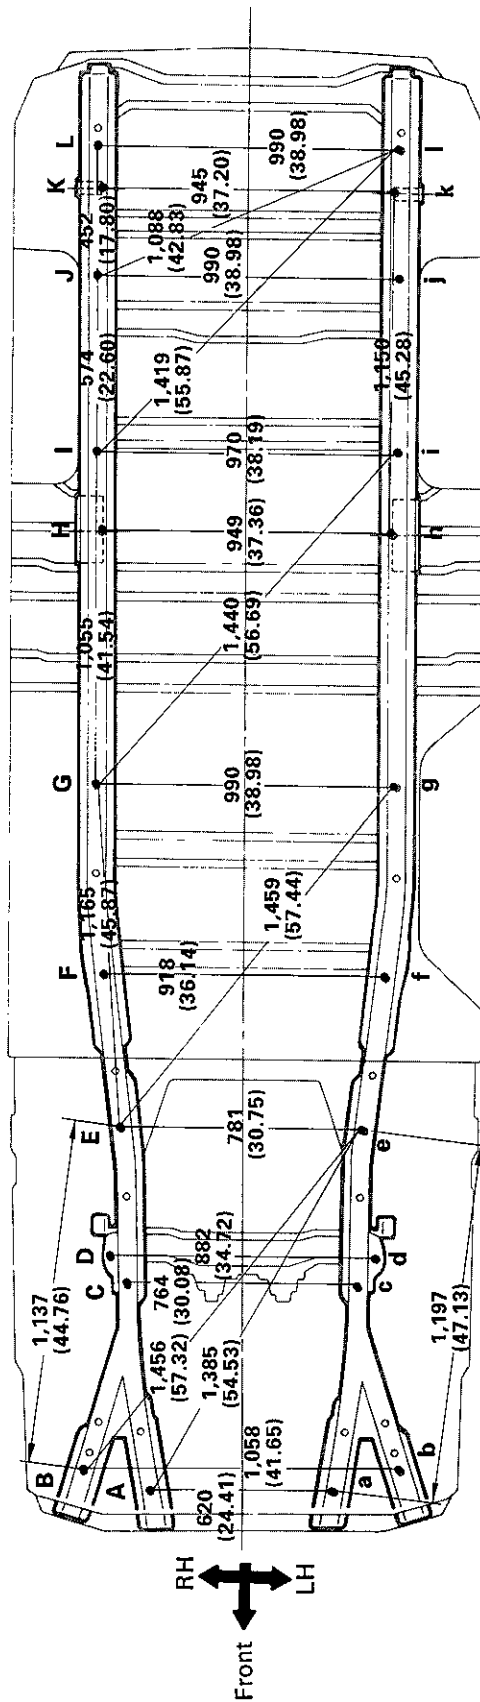 L
K
J
I
H
G
F
E
D
C
B
A
990
(38.98)
945
(37.20)
452
(17.80)
1,088
(42.83)
990
(38.98)
574
(22.60)
1,419
(55.87)
1,150
(45.28)
970
(38.19)
949
(37.36)
1,055
(41.54)
1,440
(56.69)
990
(38.98)
1,165
(45.87)
1,459
(57.44)
918
(36.14)
781
(30.75)
882
(34.72)
764
(30.08)
1,137
(44.76)
1,456
(57.32)
1,385
(54.53)
1,197
(47.13)
1,058
(41.65)
620
(24.41)
l
k
j
i
h
g
f
e
d
c
b
a
RH
LH
Front